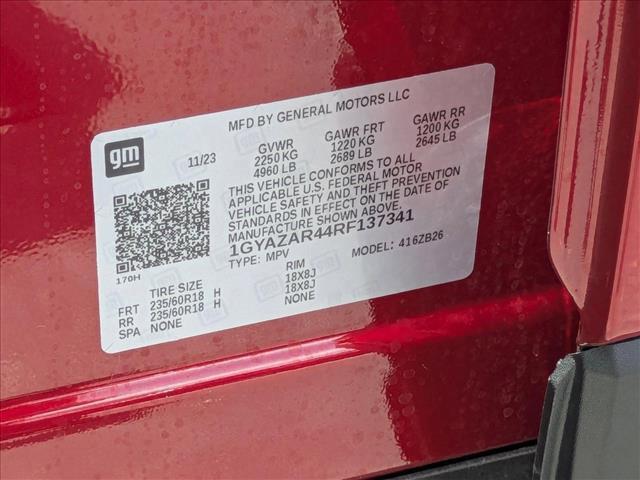 MFD BY GENERAL MOTORS LLC
gm
11/23
GVWR GAWR FRT GAWR RR
2250 KG 1220 KG 1200 KG
4960 LB 2689 LB 2645 LB
THIS VEHICLE CONFORMS TO ALL
APPLICABLE U.S. FEDERAL MOTOR
VEHICLE SAFETY AND THEFT PREVENTION
STANDARDS IN EFFECT ON THE DATE OF
MANUFACTURE SHOWN ABOVE.
1GYAZAR44RF137341
TYPE: MPV MODEL: 416ZB26
170H
TIRE SIZE RIM
FRT 235/60R18 H 18X8J
RR 235/60R18 H 18X8J
SPA NONE NONE